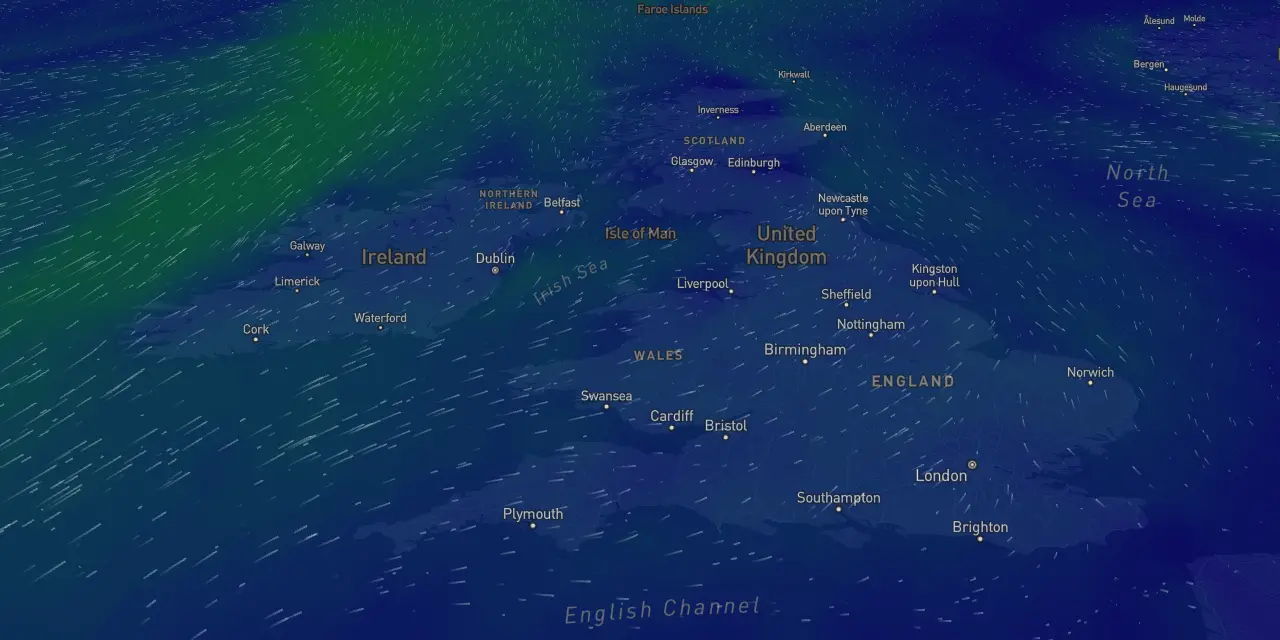 Faroe Islands
Ålesund
Molde
Bergen
Haugesund
Kirkwall
Inverness
Aberdeen
SCOTLAND
Glasgow
Edinburgh
North
Sea
NORTHERN
IRELAND
Belfast
Newcastle
upon Tyne
Isle of Man
United
Kingdom
Galway
Ireland
Dublin
Irish Sea
Limerick
Liverpool
Kingston
upon Hull
Sheffield
Cork
Waterford
Nottingham
Birmingham
WALES
ENGLAND
Norwich
Swansea
Cardiff
Bristol
London
Southampton
Plymouth
Brighton
English Channel